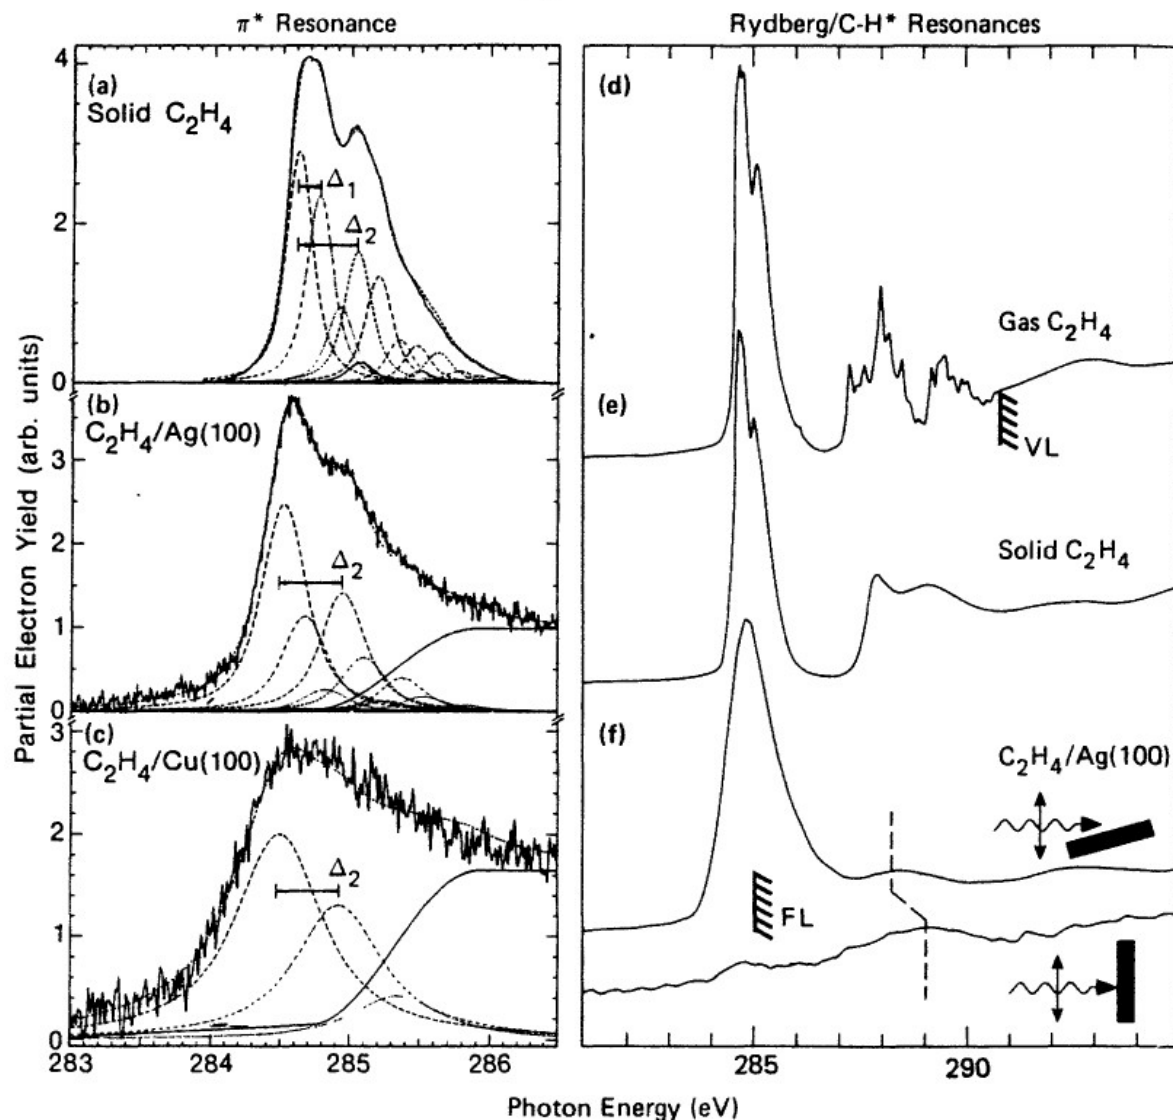 π* Resonance
Rydberg/C-H* Resonances
Partial Electron Yield (arb. units)
(a)
Solid C₂H₄
Δ₁
Δ₂
4
2
0
(b)
C₂H₄/Ag(100)
Δ₂
3
2
1
0
(c)
C₂H₄/Cu(100)
Δ₂
3
2
1
0
283
284
285
286
(d)
Gas C₂H₄
VL
(e)
Solid C₂H₄
(f)
C₂H₄/Ag(100)
FL
285
290
Photon Energy (eV)